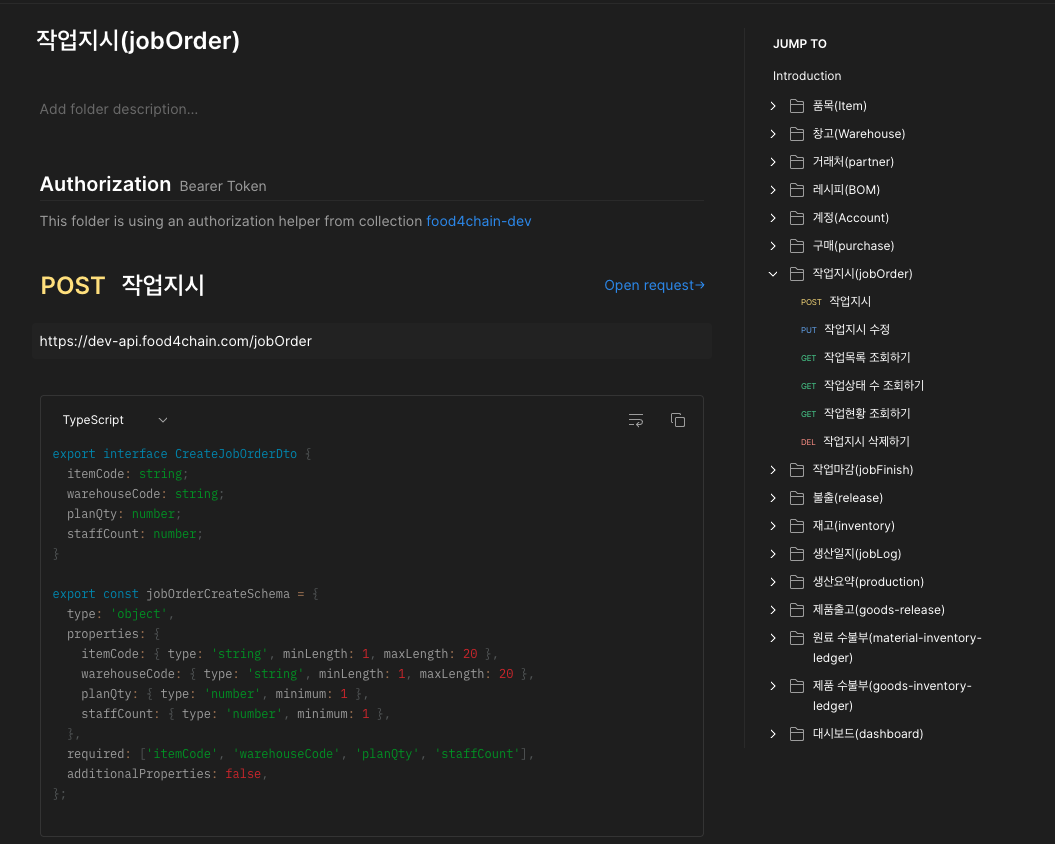 작업지시(jobOrder)
Add folder description...
Authorization Bearer Token
This folder is using an authorization helper from collection food4chain-dev
POST 작업지시
Open request→
https://dev-api.food4chain.com/jobOrder
TypeScript
export interface CreateJobOrderDto {
  itemCode: string;
  warehouseCode: string;
  planQty: number;
  staffCount: number;
}
export const jobOrderCreateSchema = {
  type: 'object',
  properties: {
    itemCode: { type: 'string', minLength: 1, maxLength: 20 },
    warehouseCode: { type: 'string', minLength: 1, maxLength: 20 },
    planQty: { type: 'number', minimum: 1 },
    staffCount: { type: 'number', minimum: 1 },
  },
  required: ['itemCode', 'warehouseCode', 'planQty', 'staffCount'],
  additionalProperties: false,
};
JUMP TO
Introduction
품목(Item)
창고(Warehouse)
거래처(partner)
레시피(BOM)
계정(Account)
구매(purchase)
작업지시(jobOrder)
POST 작업지시
PUT 작업지시 수정
GET 작업목록 조회하기
GET 작업상태 수 조회하기
GET 작업현황 조회하기
DEL 작업지시 삭제하기
작업마감(jobFinish)
불출(release)
재고(inventory)
생산일지(jobLog)
생산요약(production)
제품출고(goods-release)
원료 수불부(material-inventory-
ledger)
제품 수불부(goods-inventory-
ledger)
대시보드(dashboard)